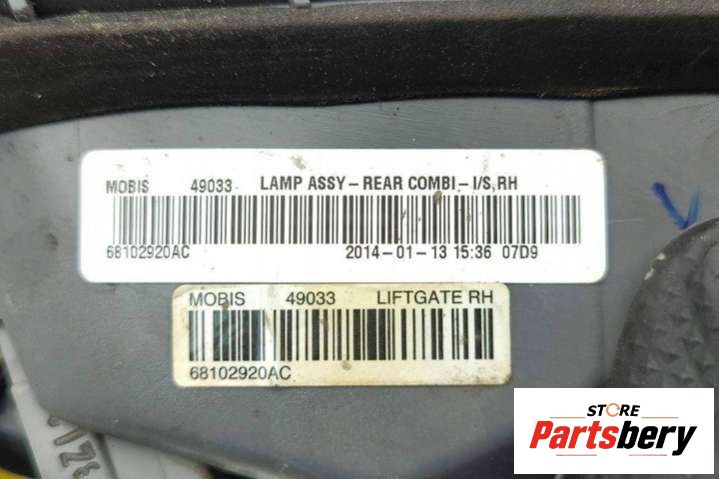 MOBIS 49033 LAMP ASSY-REAR COMBI-I/S,RH
68102920AC 2014-01-13 15:36 07D9
MOBIS 49033 LIFTGATE RH
68102920AC
STORE
Partsbery